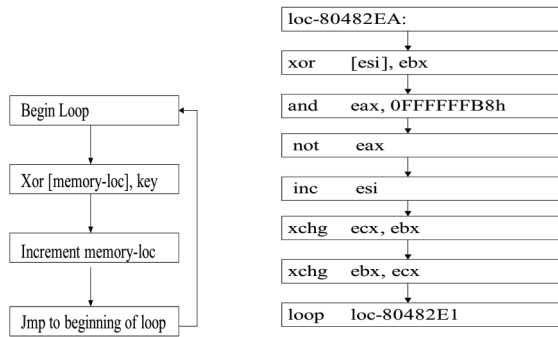 Begin Loop
Xor [memory-loc], key
Increment memory-loc
Jmp to beginning of loop
loc-80482EA:
xor [esi], ebx
and eax, 0FFFFFFB8h
not eax
inc esi
xchg ecx, ebx
xchg ebx, ecx
loop loc-80482E1